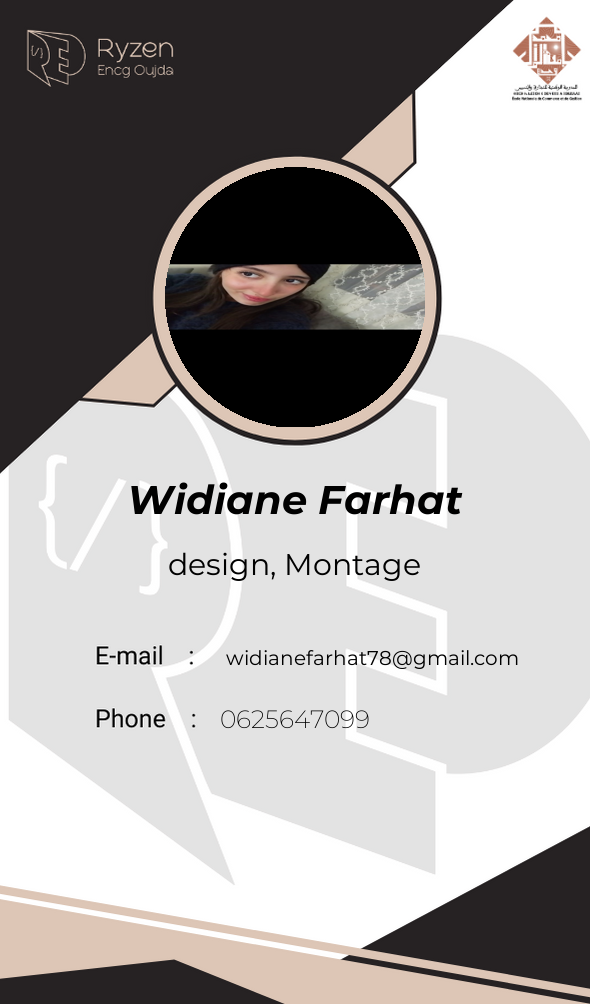 Ryzen
Encg Oujda
Widiane Farhat
design, Montage
E-mail : widianefarhat78@gmail.com
Phone : 0625647099